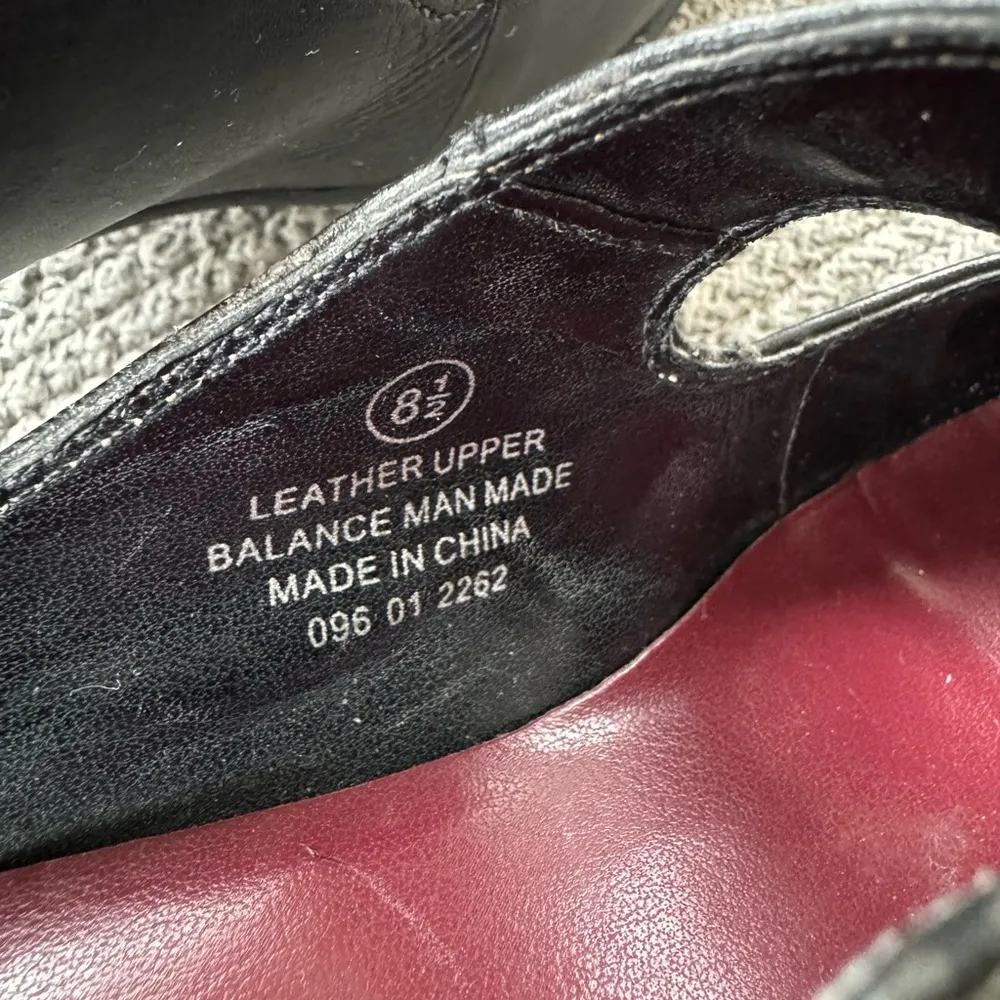 8½
LEATHER UPPER
BALANCE MAN MADE
MADE IN CHINA
096 01 2262